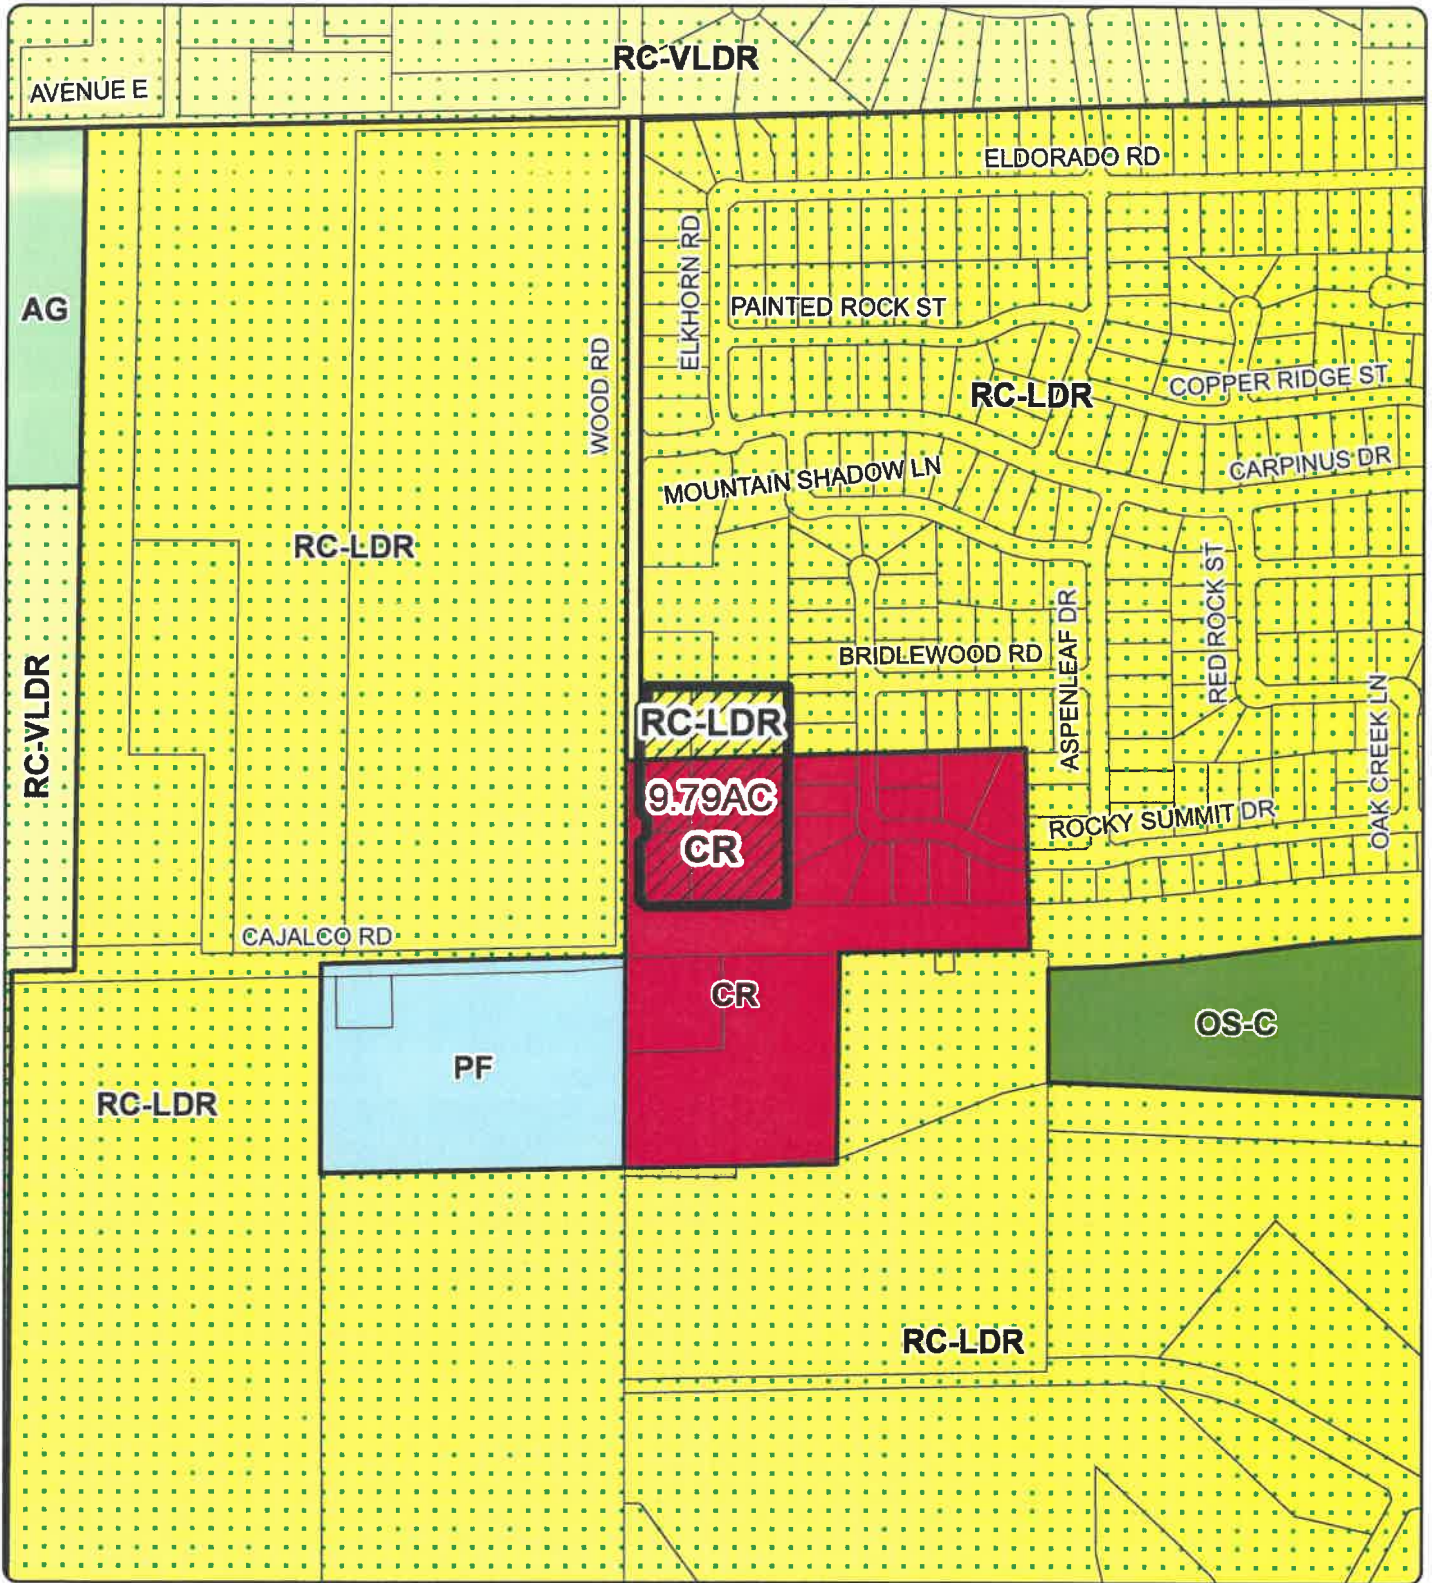 RC-VLDR
AVENUE E
ELDORADO RD
ELKHORN RD
AG
PAINTED ROCK ST
WOOD RD
COPPER RIDGE ST
RC-LDR
CARPINUS DR
MOUNTAIN SHADOW LN
RC-LDR
RED ROCK ST
ASPENLEAF DR
BRIDLEWOOD RD
RC-VLDR
OAK CREEK LN
RC-LDR
9.79AC
CR
ROCKY SUMMIT DR
CAJALCO RD
CR
OS-C
PF
RC-LDR
RC-LDR